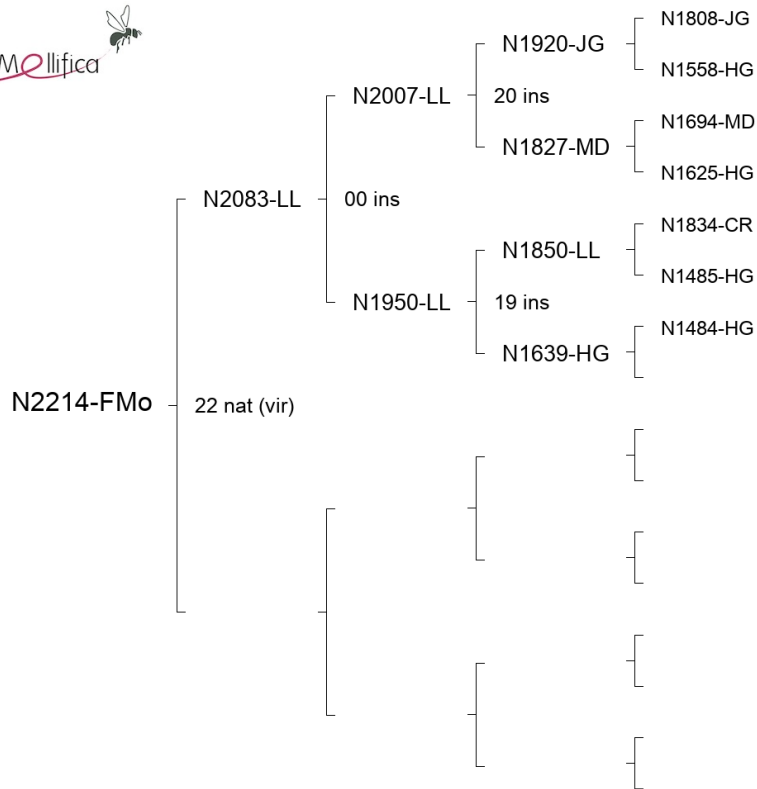 Mellifica
N1808-JG
N1920-JG
N1558-HG
N2007-LL
20 ins
N1694-MD
N1827-MD
N1625-HG
N2083-LL
00 ins
N1834-CR
N1850-LL
N1485-HG
N1950-LL
19 ins
N1484-HG
N1639-HG
N2214-FMo
22 nat (vir)